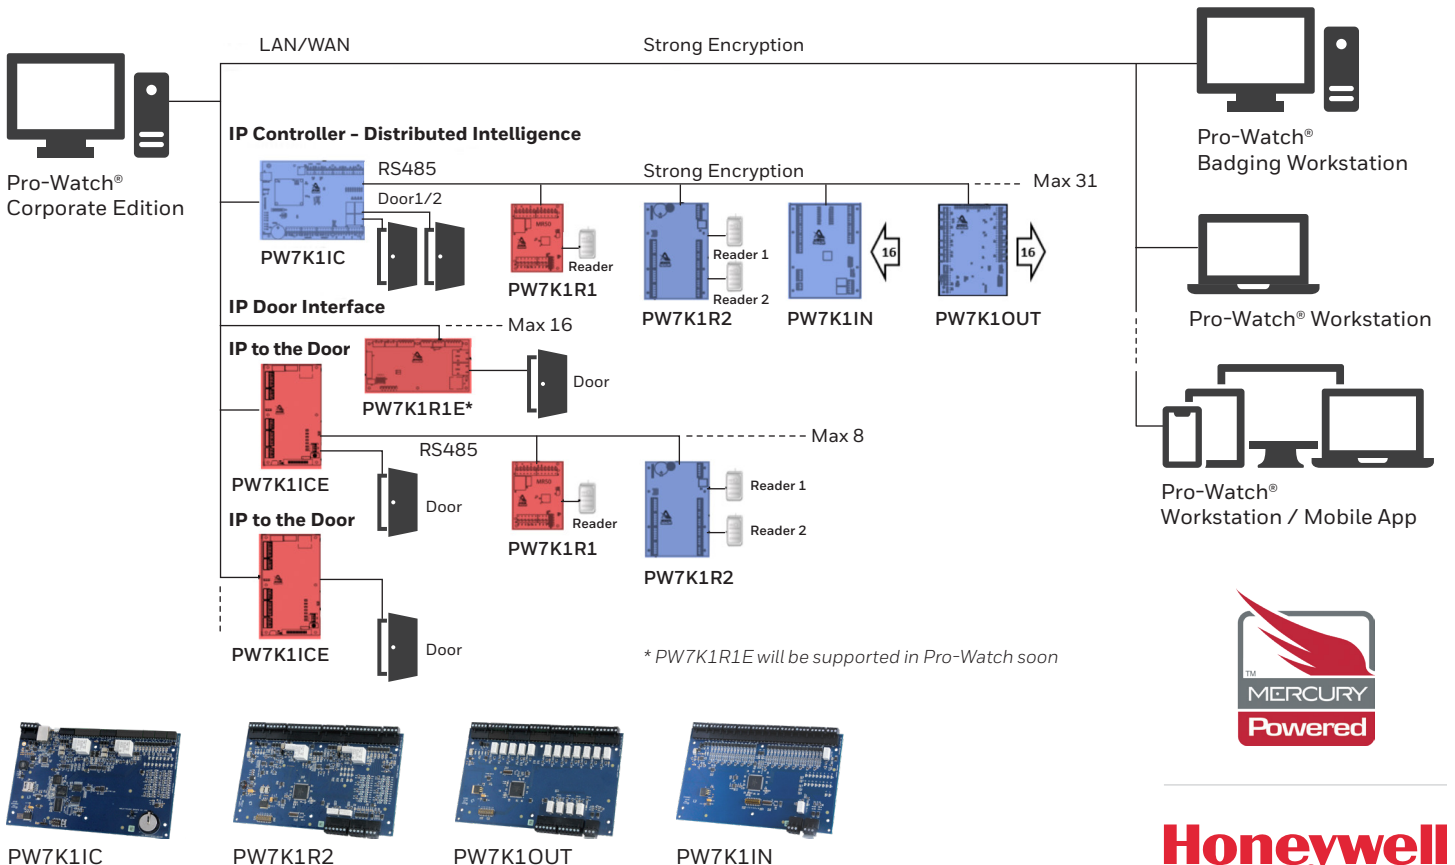 LAN/WAN
Strong Encryption
Pro-Watch®
Corporate Edition
Pro-Watch®
Badging Workstation
IP Controller - Distributed Intelligence
RS485
Strong Encryption
Max 31
Door1/2
PW7K1IC
MR50
Reader
PW7K1R1
Reader 1
Reader 2
PW7K1R2
16
PW7K1IN
16
PW7K1OUT
Pro-Watch® Workstation
IP Door Interface
Max 16
PW7K1R1E*
Door
IP to the Door
RS485
Max 8
PW7K1ICE
Door
MR50
Reader
PW7K1R1
Reader 1
Reader 2
PW7K1R2
Pro-Watch®
Workstation / Mobile App
IP to the Door
PW7K1ICE
Door
* PW7K1R1E will be supported in Pro-Watch soon
TM
MERCURY
Powered
PW7K1IC
PW7K1R2
PW7K1OUT
PW7K1IN
Honeywell